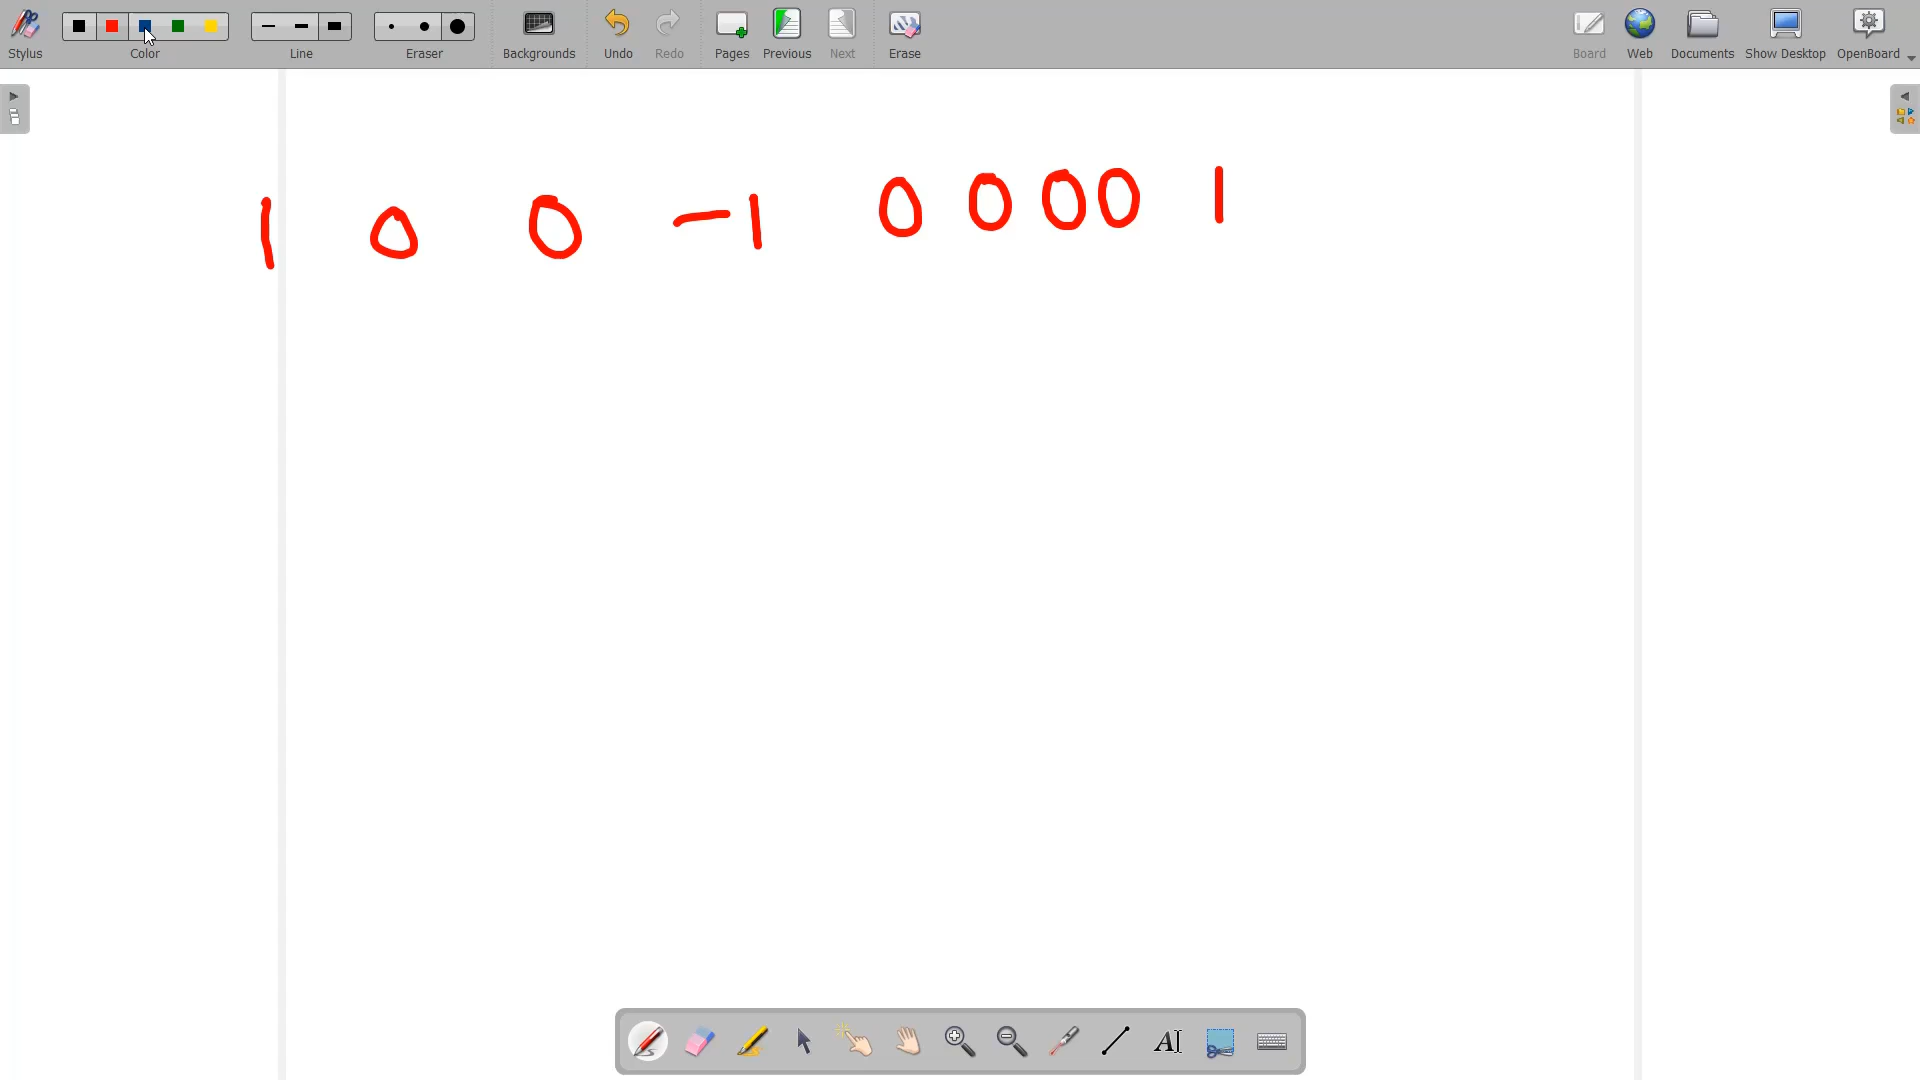 Stylus Color Line Eraser Backgrounds Undo Redo Pages Previous Next Erase Board Web Documents Show Desktop OpenBoard
1 0 0 -1 0 0 0 0 1
A